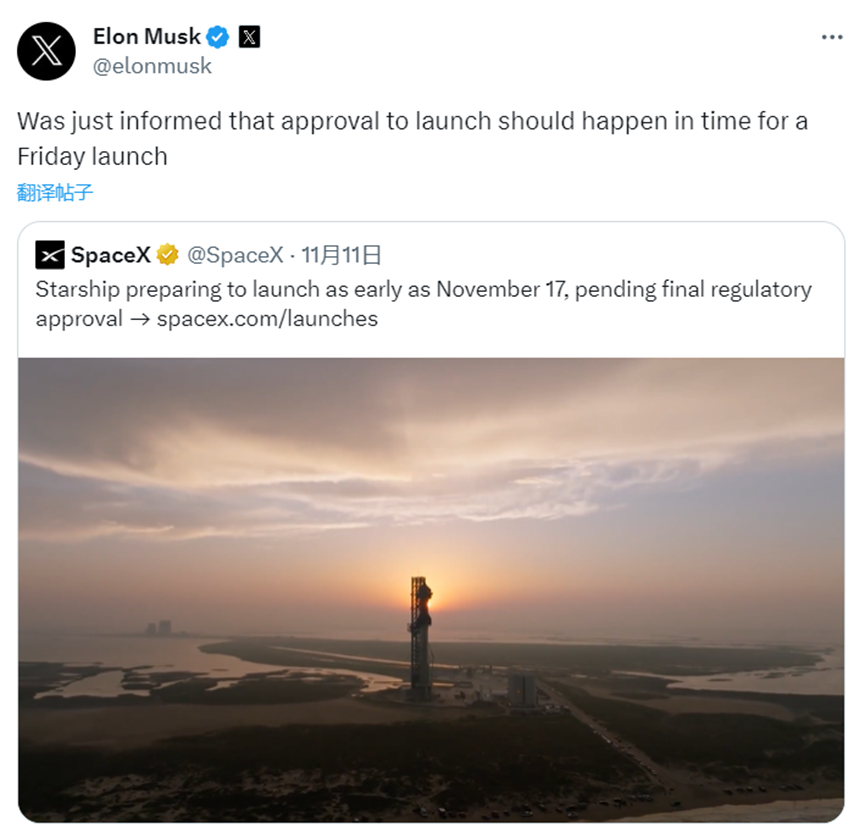 Elon Musk
@elonmusk
Was just informed that approval to launch should happen in time for a
Friday launch
翻译帖子
SpaceX @SpaceX · 11月11日
Starship preparing to launch as early as November 17, pending final regulatory
approval → spacex.com/launches